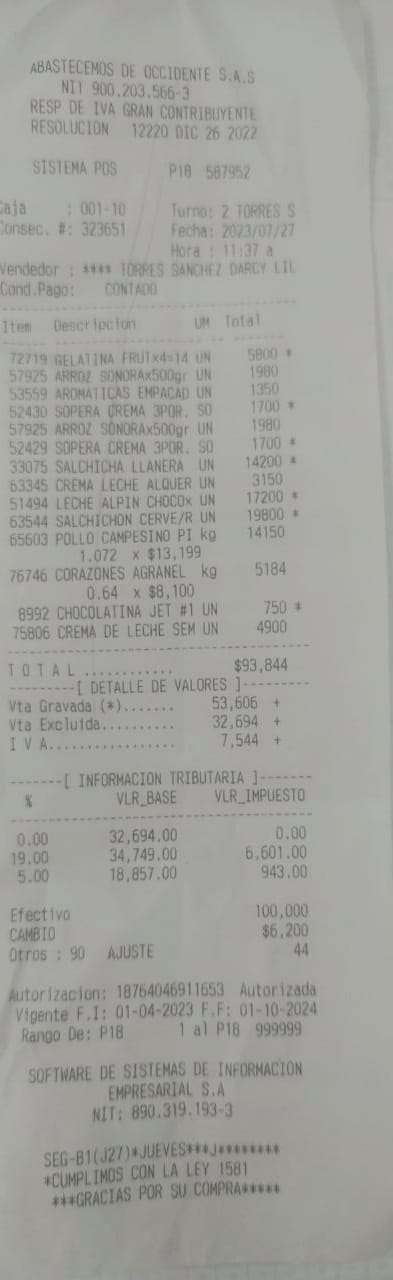 ABASTECEMOS DE OCCIDENTE S.A.S
NIT 900.203.566-3
RESP DE IVA GRAN CONTRIBUYENTE
RESOLUCION 12220 DIC 26 2022
SISTEMA POS P18 587952
Caja : 001-10 Turno: 2 TORRES S
Consec. #: 323651 Fecha: 2023/07/27
Hora : 11:37 a
Vendedor : **** TORRES SANCHEZ DARCY LIL
Cond.Pago: CONTADO
Item Descripcion UM Total
72719 GELATINA FRUTx4=14 UN 5800 *
57925 ARROZ SONORAx500gr UN 1980
53559 AROMATICAS EMPACAD UN 1350
52430 SOPERA CREMA 3POR. SO 1700 *
57925 ARROZ SONORAx500gr UN 1980
52429 SOPERA CREMA 3POR. SO 1700 *
33075 SALCHICHA LLANERA UN 14200 *
63345 CREMA LECHE ALQUER UN 3150
51494 LECHE ALPIN CHOCOx UN 17200 *
63544 SALCHICHON CERVE/R UN 19800 *
65603 POLLO CAMPESINO PI kg 14150
1.072 x $13,199
76746 CORAZONES AGRANEL kg 5184
0.64 x $8,100
8992 CHOCOLATINA JET #1 UN 750 *
75806 CREMA DE LECHE SEM UN 4900
T O T A L ............ $93,844
---------[ DETALLE DE VALORES ]---------
Vta Gravada (*)....... 53,606 +
Vta Excluida.......... 32,694 +
I V A................. 7,544 +
-------[ INFORMACION TRIBUTARIA ]-------
% VLR_BASE VLR_IMPUESTO
0.00 32,694.00 0.00
19.00 34,749.00 6,601.00
5.00 18,857.00 943.00
Efectivo 100,000
CAMBIO $6,200
Otros : 90 AJUSTE 44
Autorizacion: 18764046911653 Autorizada
Vigente F.I: 01-04-2023 F.F: 01-10-2024
Rango De: P18 1 al P18 999999
SOFTWARE DE SISTEMAS DE INFORMACION
EMPRESARIAL S.A
NIT: 890.319.193-3
SEG-B1(J27)*JUEVES***J********
*CUMPLIMOS CON LA LEY 1581
***GRACIAS POR SU COMPRA*****